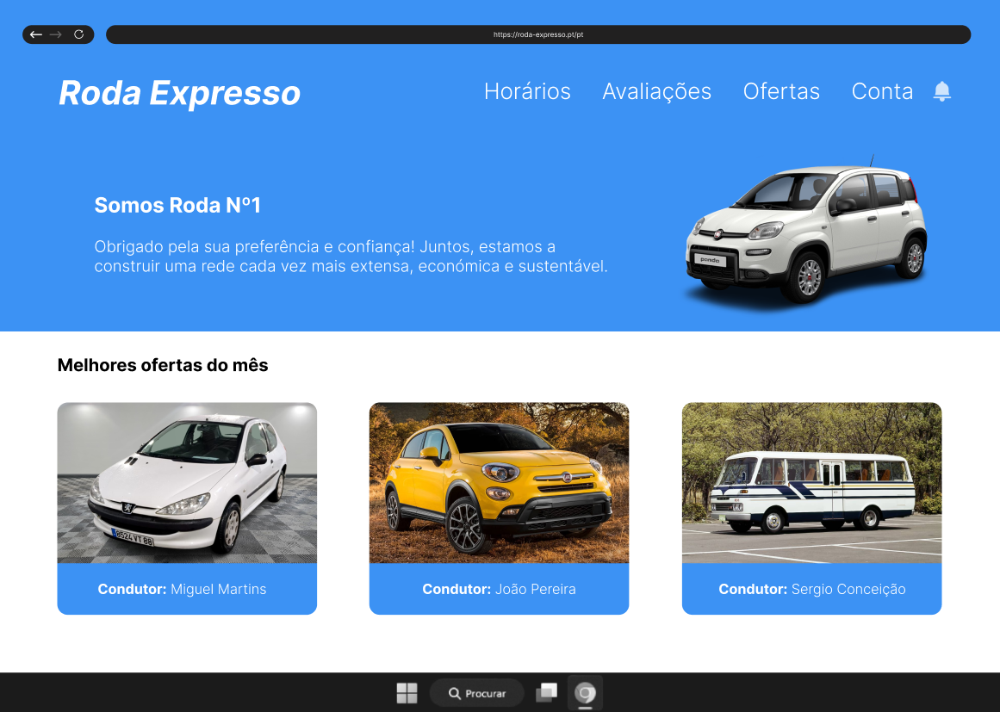 https://roda-expresso.pt/pt
Roda Expresso
Horários
Avaliações
Ofertas
Conta
Somos Roda Nº1
Obrigado pela sua preferência e confiança! Juntos, estamos a
construir uma rede cada vez mais extensa, económica e sustentável.
panda
Melhores ofertas do mês
8524 VT 88
Condutor: Miguel Martins
Condutor: João Pereira
Condutor: Sergio Conceição
Procurar